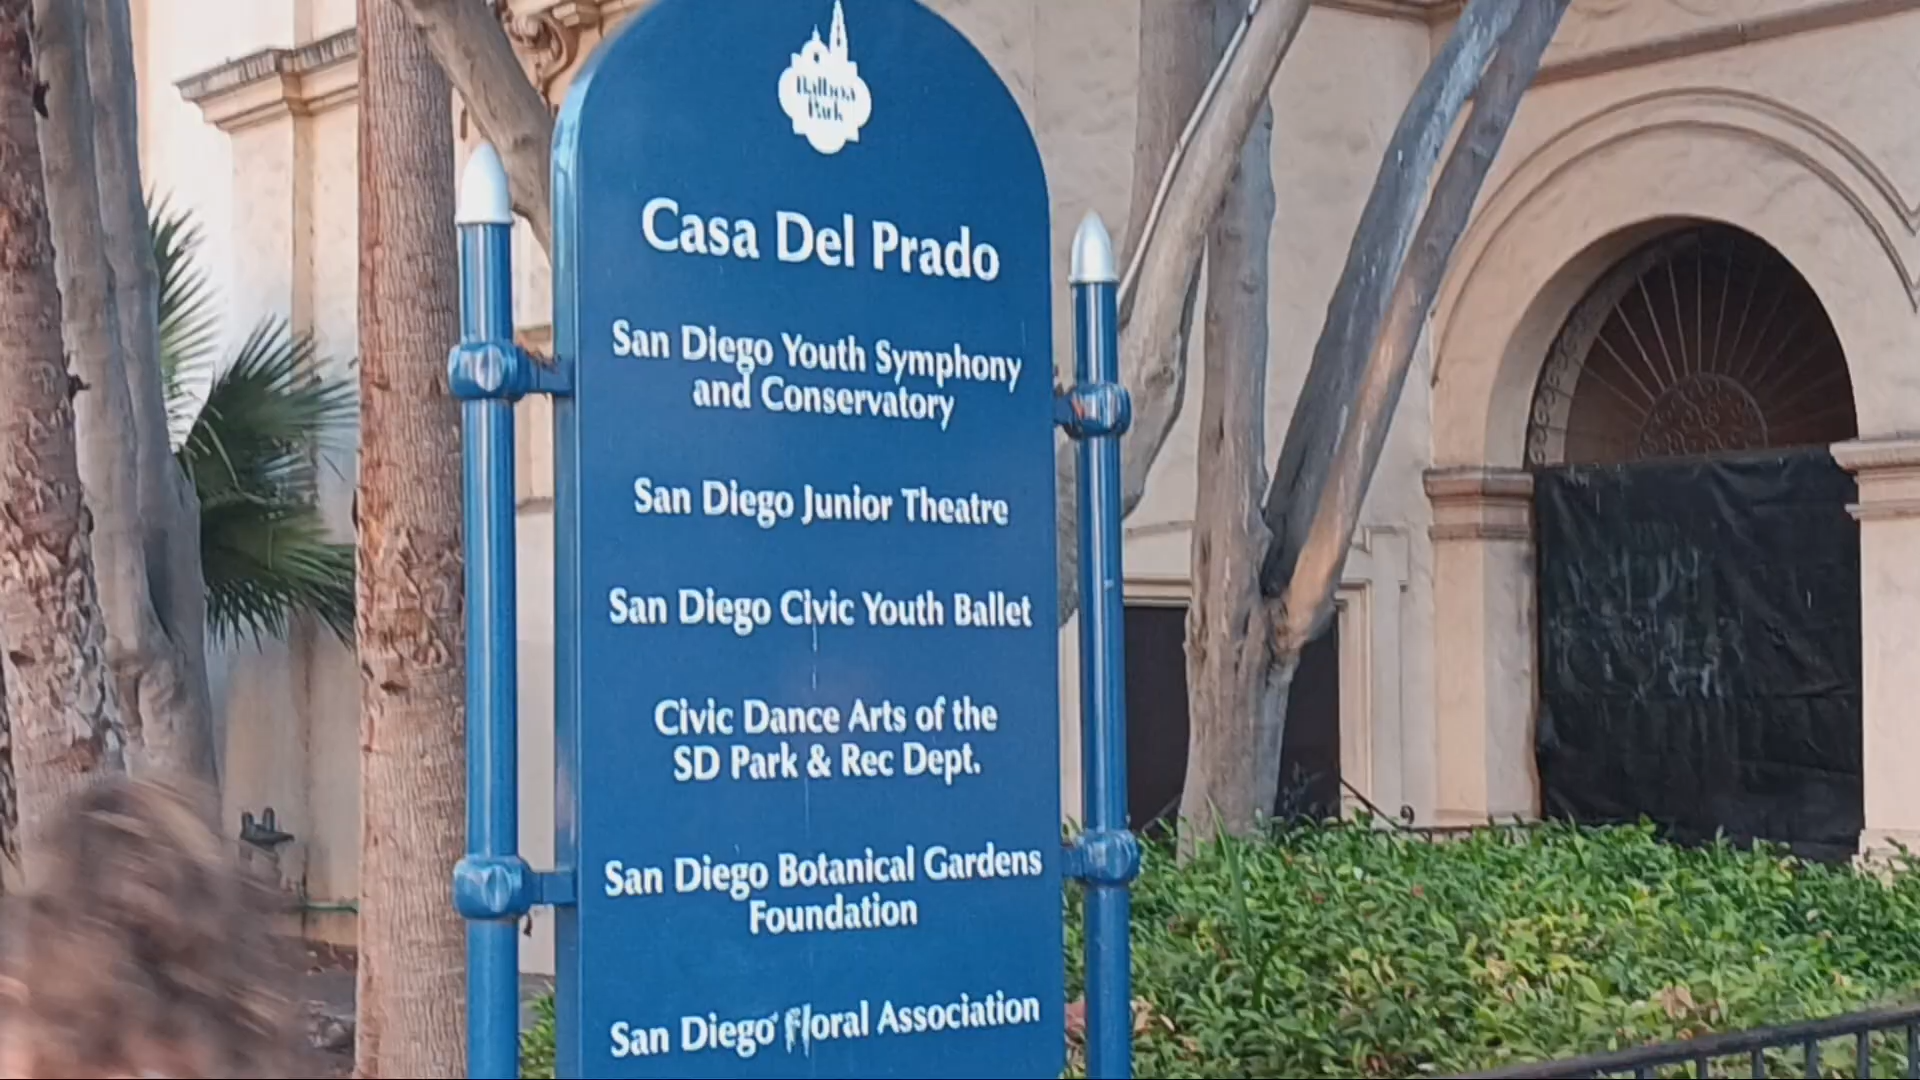 Balboa
Park
Casa Del Prado
San Diego Youth Symphony
and Conservatory
San Diego Junior Theatre
San Diego Civic Youth Ballet
Civic Dance Arts of the
SD Park & Rec Dept.
San Diego Botanical Gardens
Foundation
San Diego Floral Association